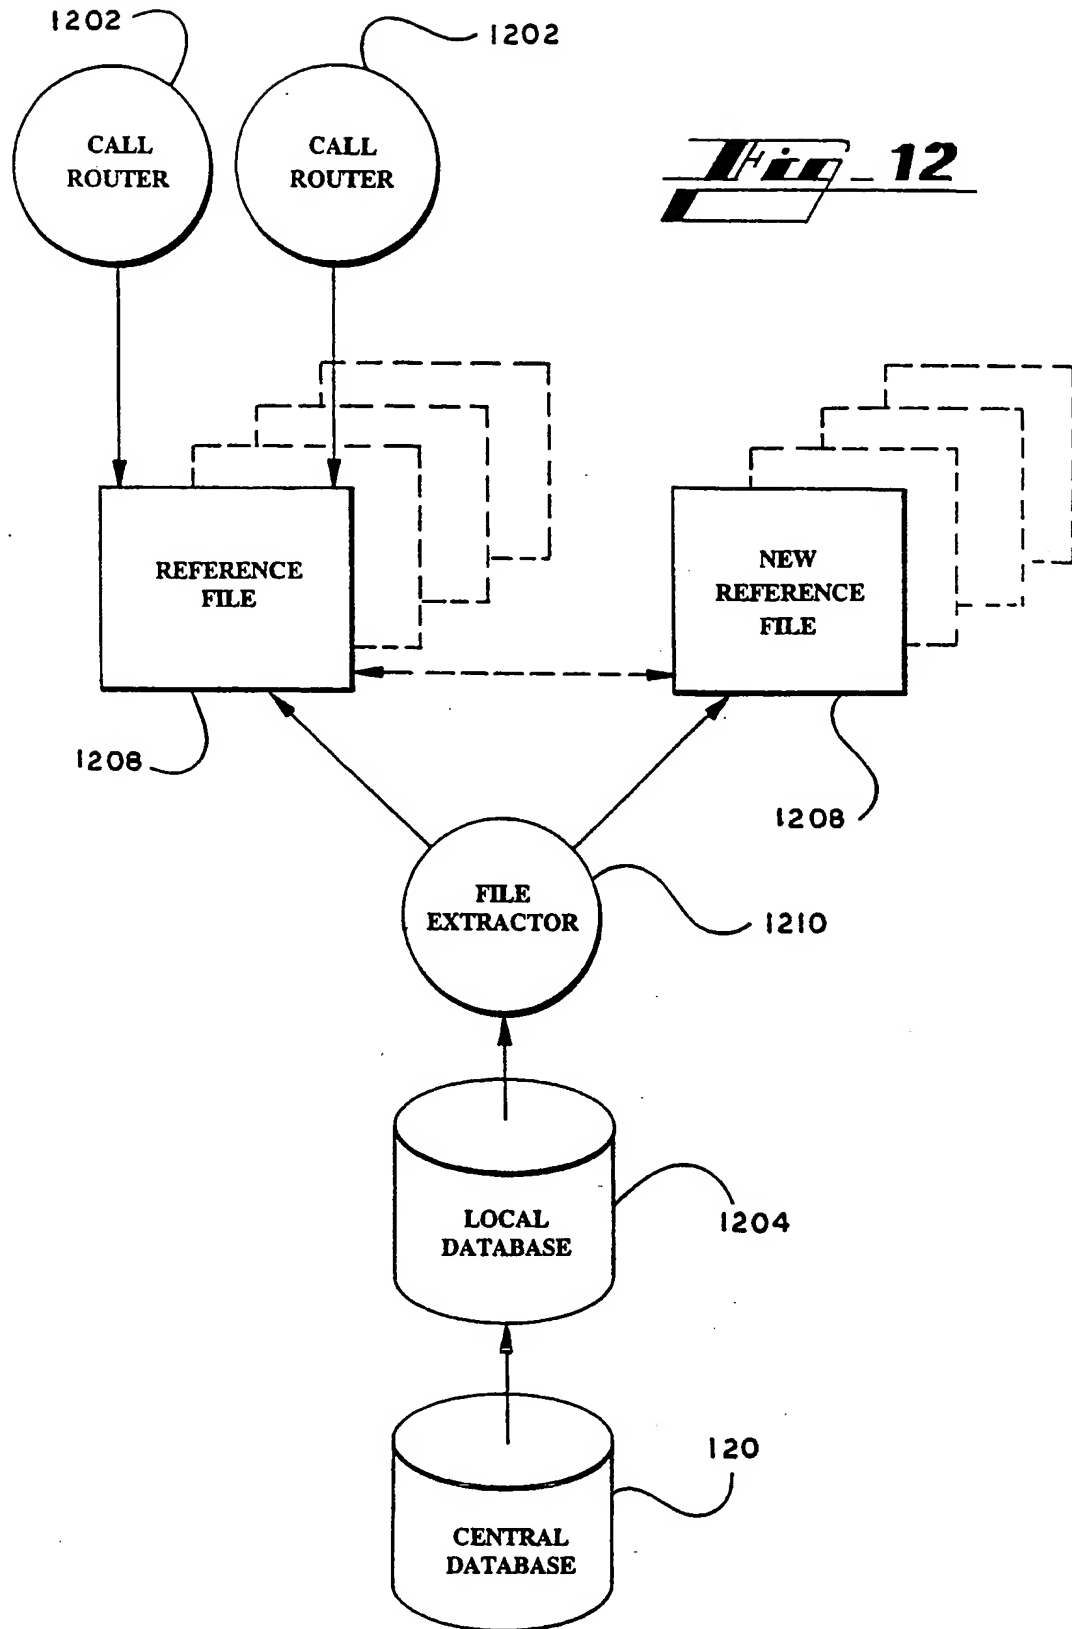 1202
1202
CALL
ROUTER
CALL
ROUTER
Fig_12
REFERENCE
FILE
NEW
REFERENCE
FILE
1208
1208
FILE
EXTRACTOR
1210
LOCAL
DATABASE
1204
120
CENTRAL
DATABASE